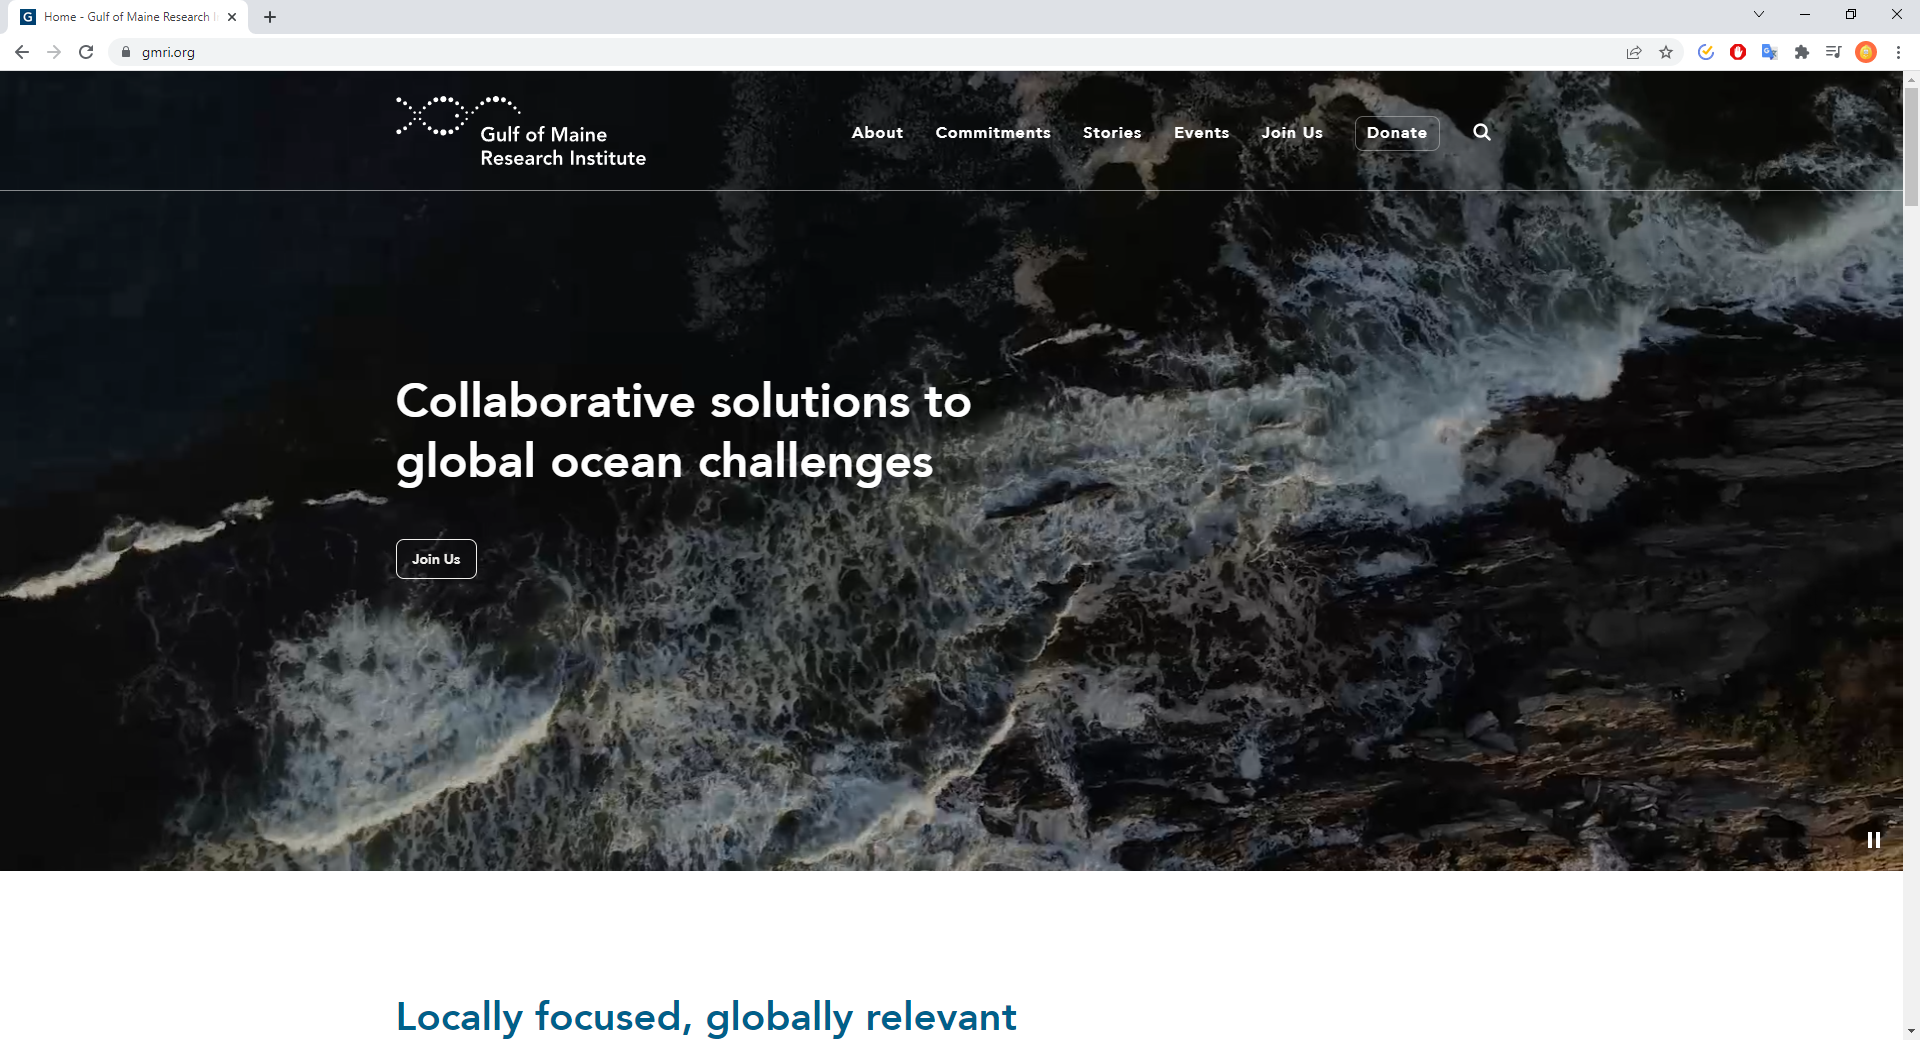 Home - Gulf of Maine Research I
gmri.org
Gulf of Maine
Research Institute
About
Commitments
Stories
Events
Join Us
Donate
Collaborative solutions to
global ocean challenges
Join Us
Locally focused, globally relevant